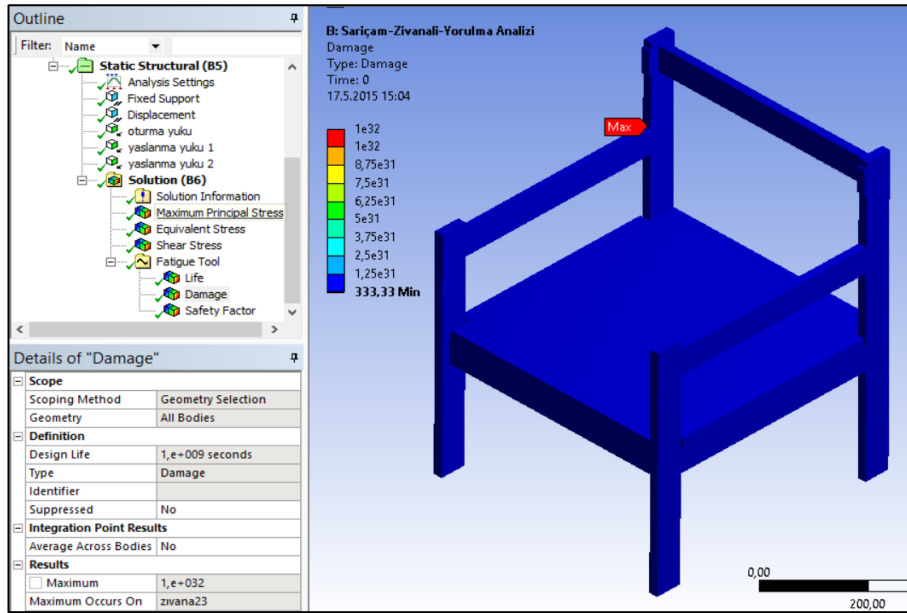 Outline
Filter: Name
Static Structural (B5)
Analysis Settings
Fixed Support
Displacement
oturma yuku
yaslanma yuku 1
yaslanma yuku 2
Solution (B6)
Solution Information
Maximum Principal Stress
Equivalent Stress
Shear Stress
Fatigue Tool
Life
Damage
Safety Factor
Details of "Damage"
Scope
Scoping Method Geometry Selection
Geometry All Bodies
Definition
Design Life 1,e+009 seconds
Type Damage
Identifier
Suppressed No
Integration Point Results
Average Across Bodies No
Results
Maximum 1,e+032
Maximum Occurs On zıvana23
B: Sariçam-Zivanali-Yorulma Analizi
Damage
Type: Damage
Time: 0
17.5.2015 15:04
1e32
1e32
8,75e31
7,5e31
6,25e31
5e31
3,75e31
2,5e31
1,25e31
333,33 Min
Max
0,00
200,00